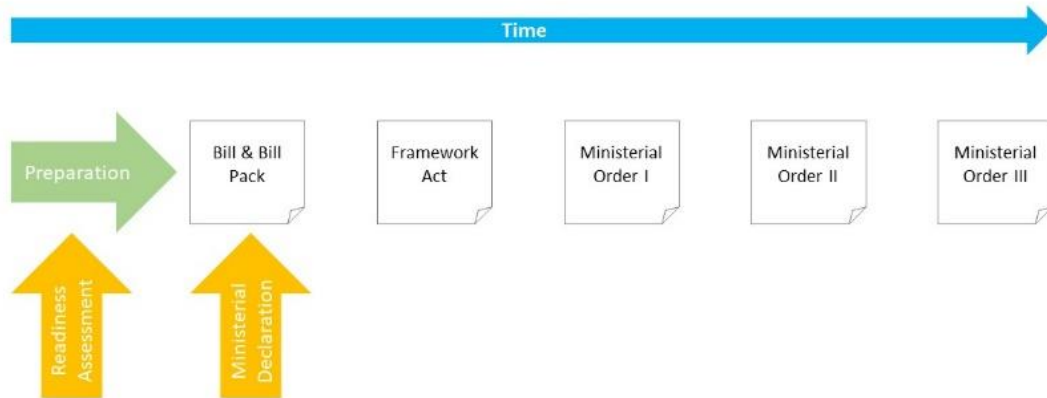 Time
Preparation
Bill & Bill
Pack
Framework
Act
Ministerial
Order I
Ministerial
Order II
Ministerial
Order III
Readiness
Assessment
Ministerial
Declaration